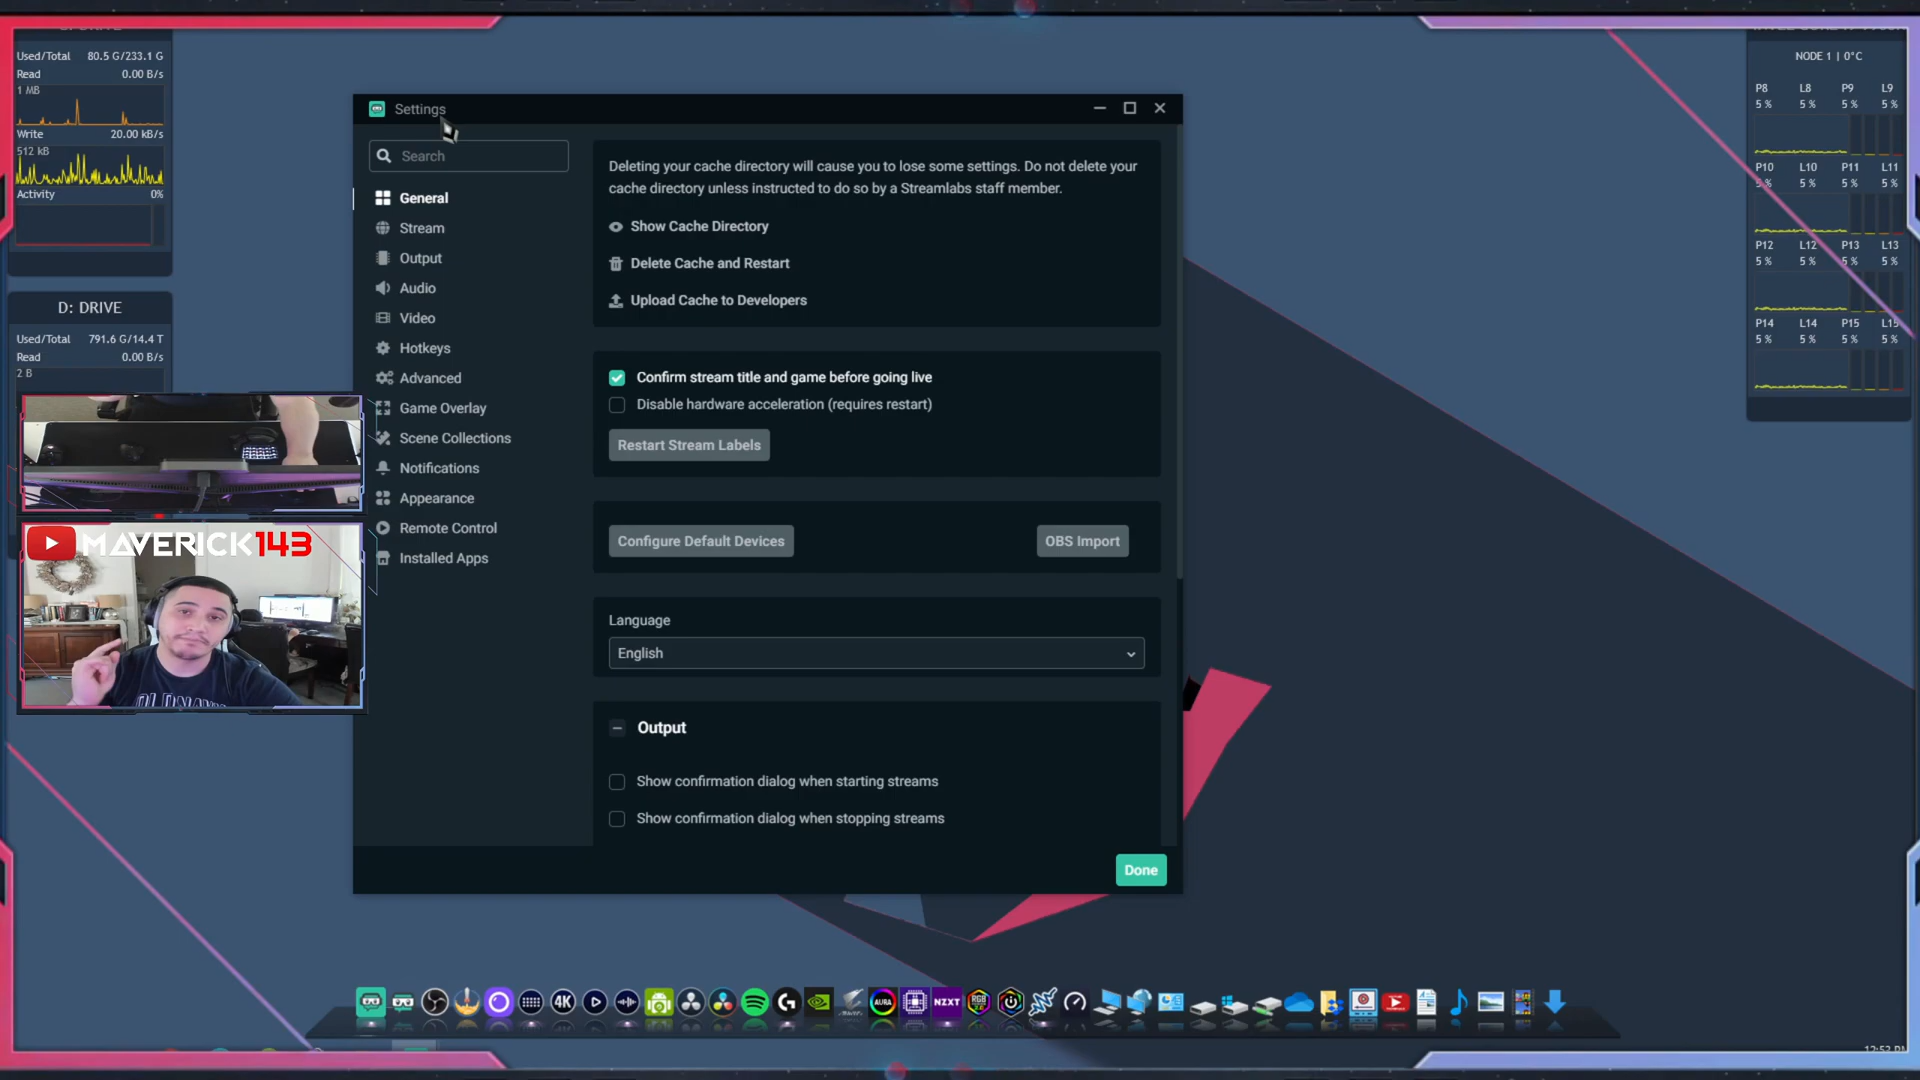 Used/Total 80.5 G/233.1 G
Read 0.00 B/s
1 MB
Write 20.00 kB/s
512 kB
Activity 0%
D: DRIVE
Used/Total 791.6 G/14.4 T
Read 0.00 B/s
2 B
MAVERICK143
Settings
Search
General
Stream
Output
Audio
Video
Hotkeys
Advanced
Game Overlay
Scene Collections
Notifications
Appearance
Remote Control
Installed Apps
Deleting your cache directory will cause you to lose some settings. Do not delete your
cache directory unless instructed to do so by a Streamlabs staff member.
Show Cache Directory
Delete Cache and Restart
Upload Cache to Developers
Confirm stream title and game before going live
Disable hardware acceleration (requires restart)
Restart Stream Labels
Configure Default Devices
OBS Import
Language
English
Output
Show confirmation dialog when starting streams
Show confirmation dialog when stopping streams
Done
NODE 1 | 0°C
P8 L8 P9 L9
5 % 5 % 5 % 5 %
P10 L10 P11 L11
5 % 5 % 5 % 5 %
P12 L12 P13 L13
5 % 5 % 5 % 5 %
P14 L14 P15 L15
5 % 5 % 5 % 5 %
4K
AURA
NZXT